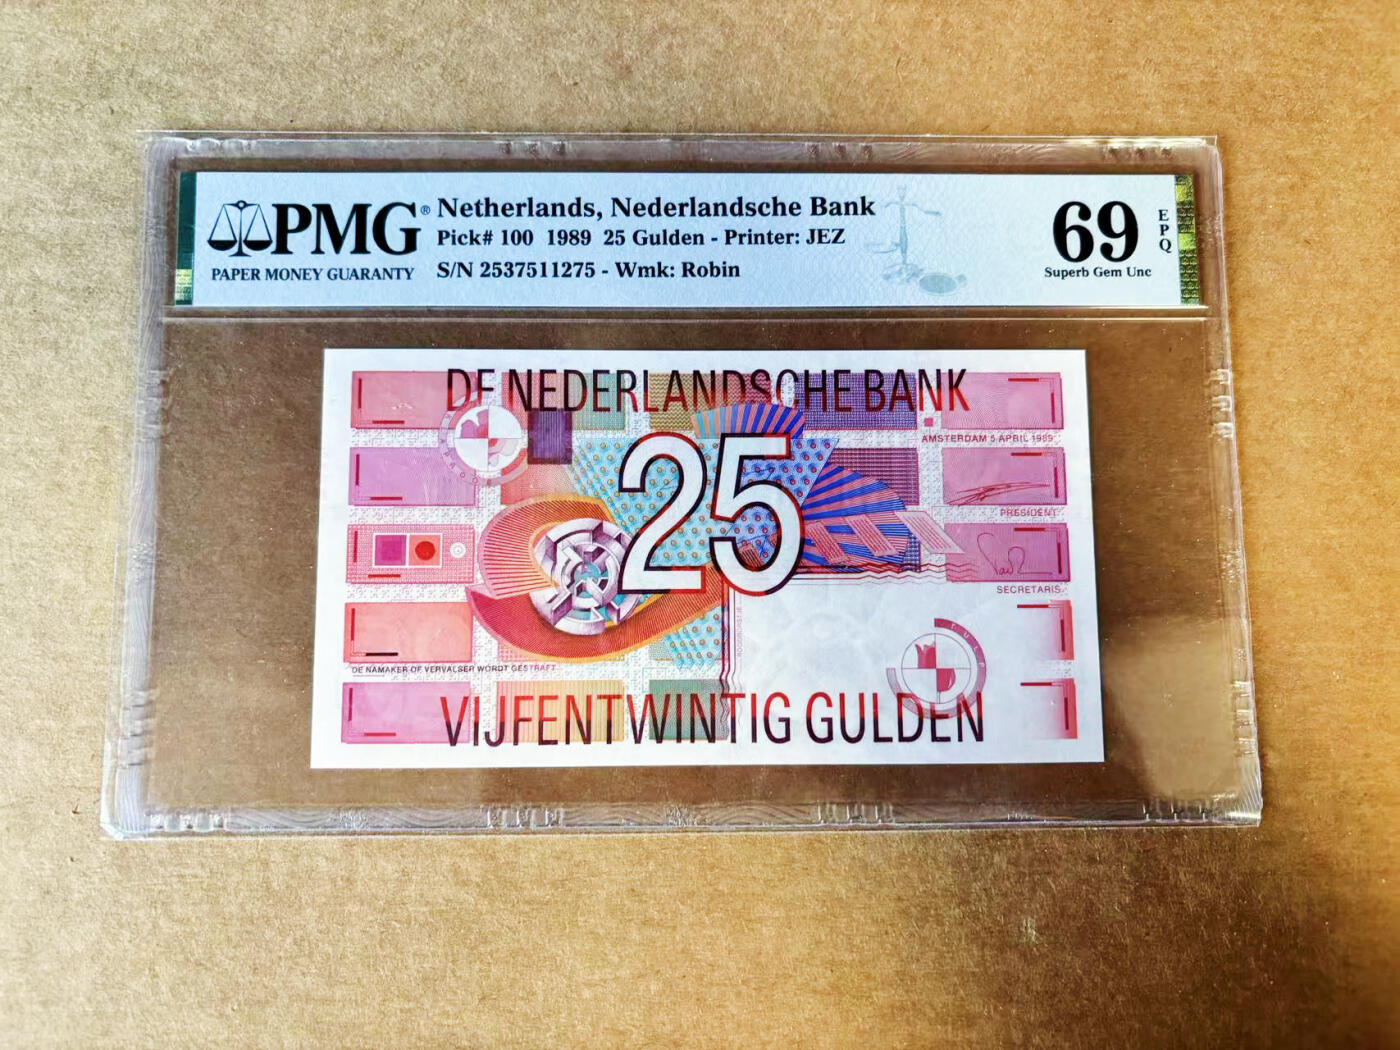 PMG®
PAPER MONEY GUARANTY
Netherlands, Nederlandsche Bank
Pick# 100 1989 25 Gulden - Printer: JEZ
S/N 2537511275 - Wmk: Robin
69
Superb Gem Unc
EPQ
DE NEDERLANDSCHE BANK
AMSTERDAM 5 APRIL 1989
25
PRESIDENT
SECRETARIS
TULP
DE NAMAKER OF VERVALSER WORDT GESTRAFT
VIJFENTWINTIG GULDEN